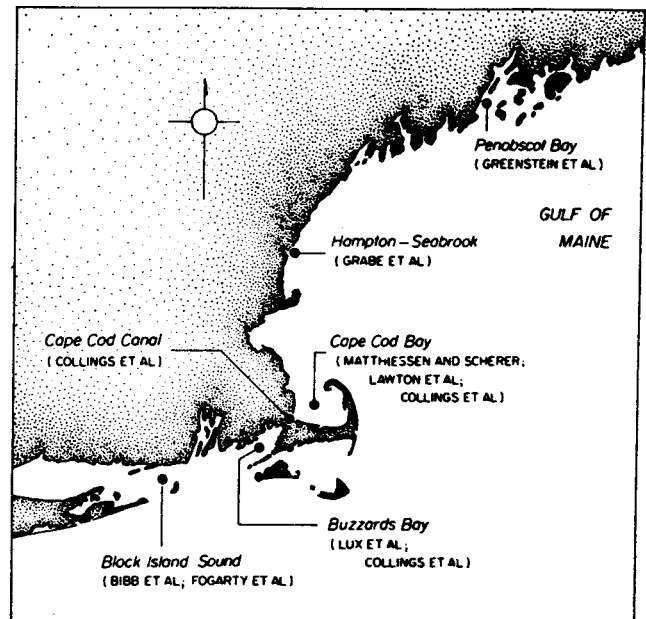 Penobscot Bay
(GREENSTEIN ET AL)
GULF OF
MAINE
Hampton – Seabrook
(GRABE ET AL)
Cape Cod Canal
(COLLINGS ET AL)
Cape Cod Bay
(MATTHIESSEN AND SCHERER;
LAWTON ET AL;
COLLINGS ET AL)
Buzzards Bay
(LUX ET AL;
COLLINGS ET AL)
Block Island Sound
(BIBB ET AL; FOGARTY ET AL)